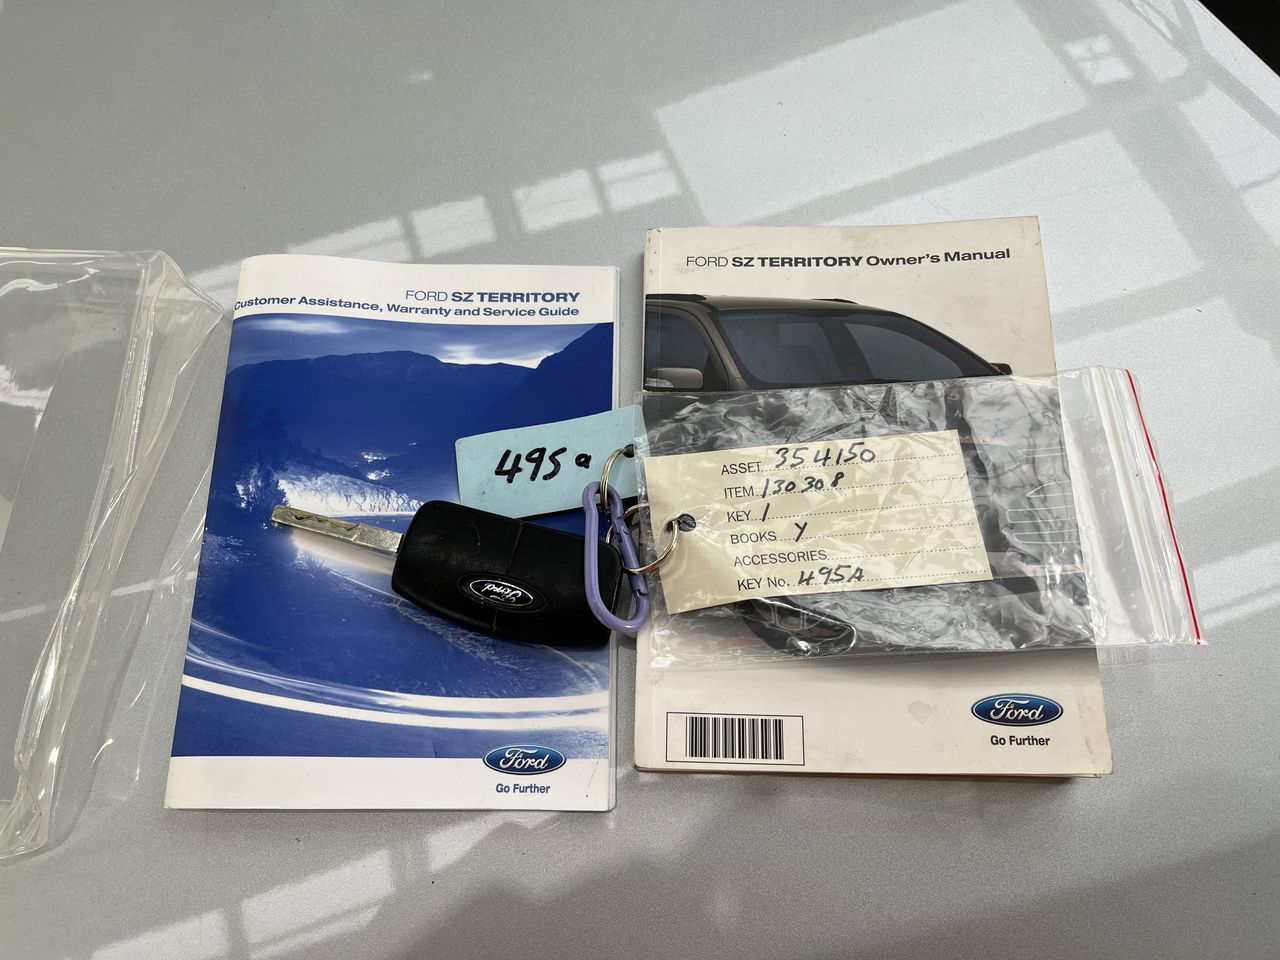 FORD SZ TERRITORY
Customer Assistance, Warranty and Service Guide
Ford
Go Further
495a
Ford
FORD SZ TERRITORY Owner's Manual
ASSET 354150
ITEM 130308
KEY 1
BOOKS Y
ACCESSORIES
KEY No. 495A
Ford
Go Further